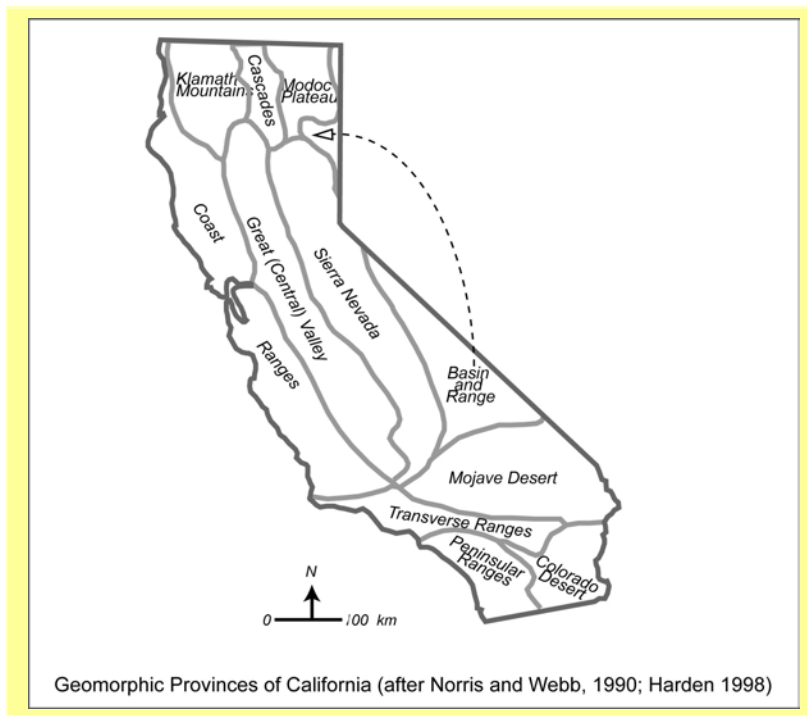 Klamath
Mountains
Cascades
Modoc
Plateau
Coast
Great (Central) Valley
Sierra Nevada
Ranges
Basin
and
Range
Mojave Desert
Transverse Ranges
Peninsular
Ranges
Colorado
Desert
N
0 100 km
Geomorphic Provinces of California (after Norris and Webb, 1990; Harden 1998)